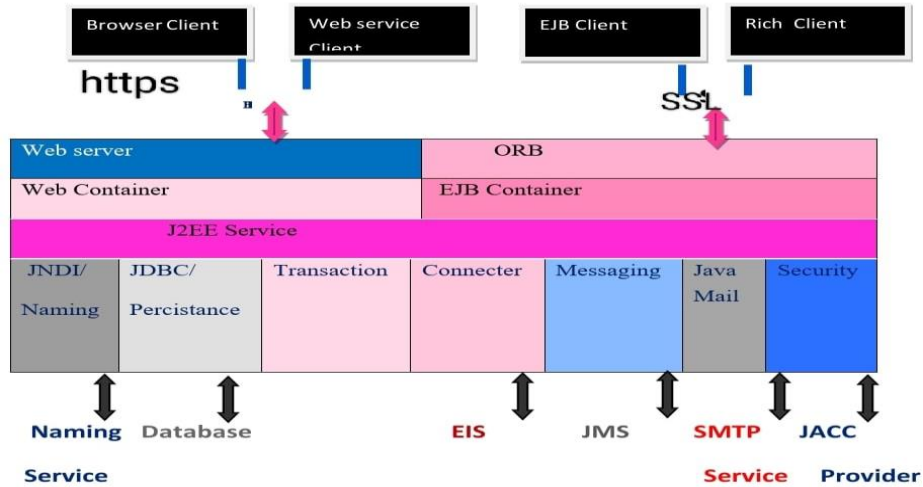 Browser Client
Web service
Client
EJB Client
Rich Client
https
SSL
Web server
ORB
Web Container
EJB Container
J2EE Service
JNDI/
Naming
JDBC/
Percistance
Transaction
Connecter
Messaging
Java
Mail
Security
Naming
Service
Database
EIS
JMS
SMTP
Service
JACC
Provider